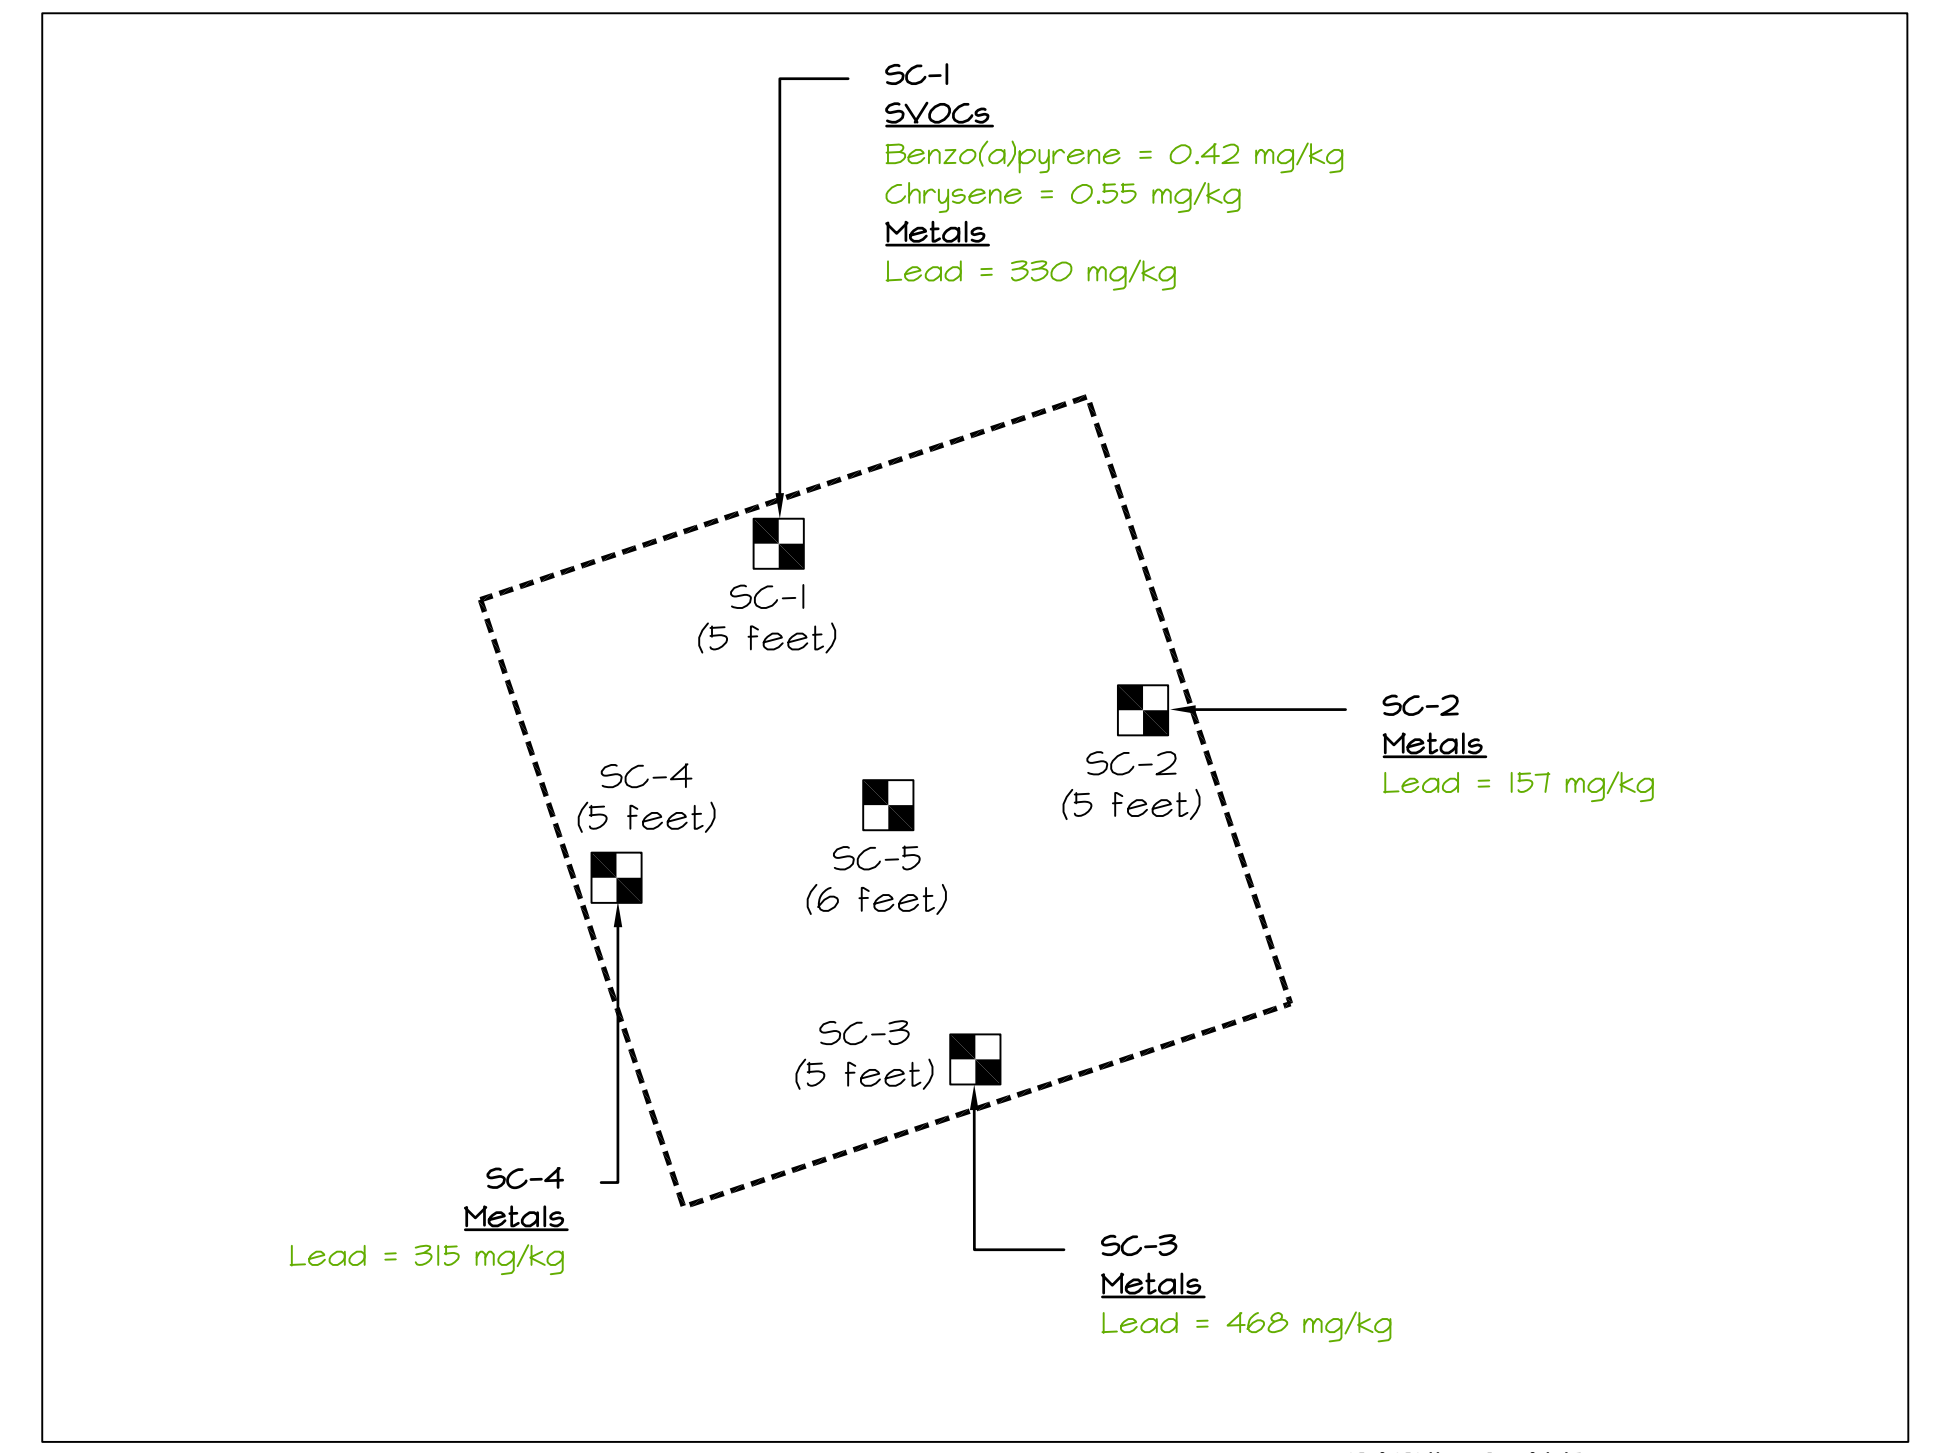 SC-1
SVOCs
Benzo(a)pyrene = 0.42 mg/kg
Chrysene = 0.55 mg/kg
Metals
Lead = 330 mg/kg
SC-1
(5 feet)
SC-2
Metals
Lead = 157 mg/kg
SC-2
(5 feet)
SC-4
(5 feet)
SC-5
(6 feet)
SC-3
(5 feet)
SC-4
Metals
Lead = 315 mg/kg
SC-3
Metals
Lead = 468 mg/kg